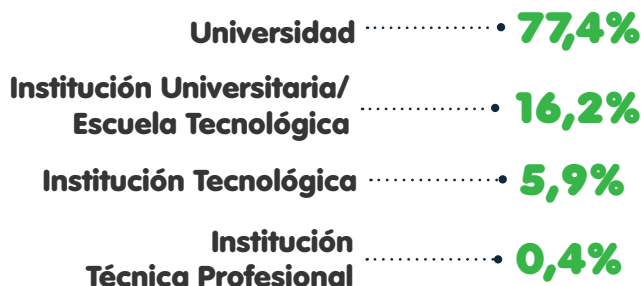 Universidad 77,4%
Institución Universitaria/
Escuela Tecnológica 16,2%
Institución Tecnológica 5,9%
Institución
Técnica Profesional 0,4%